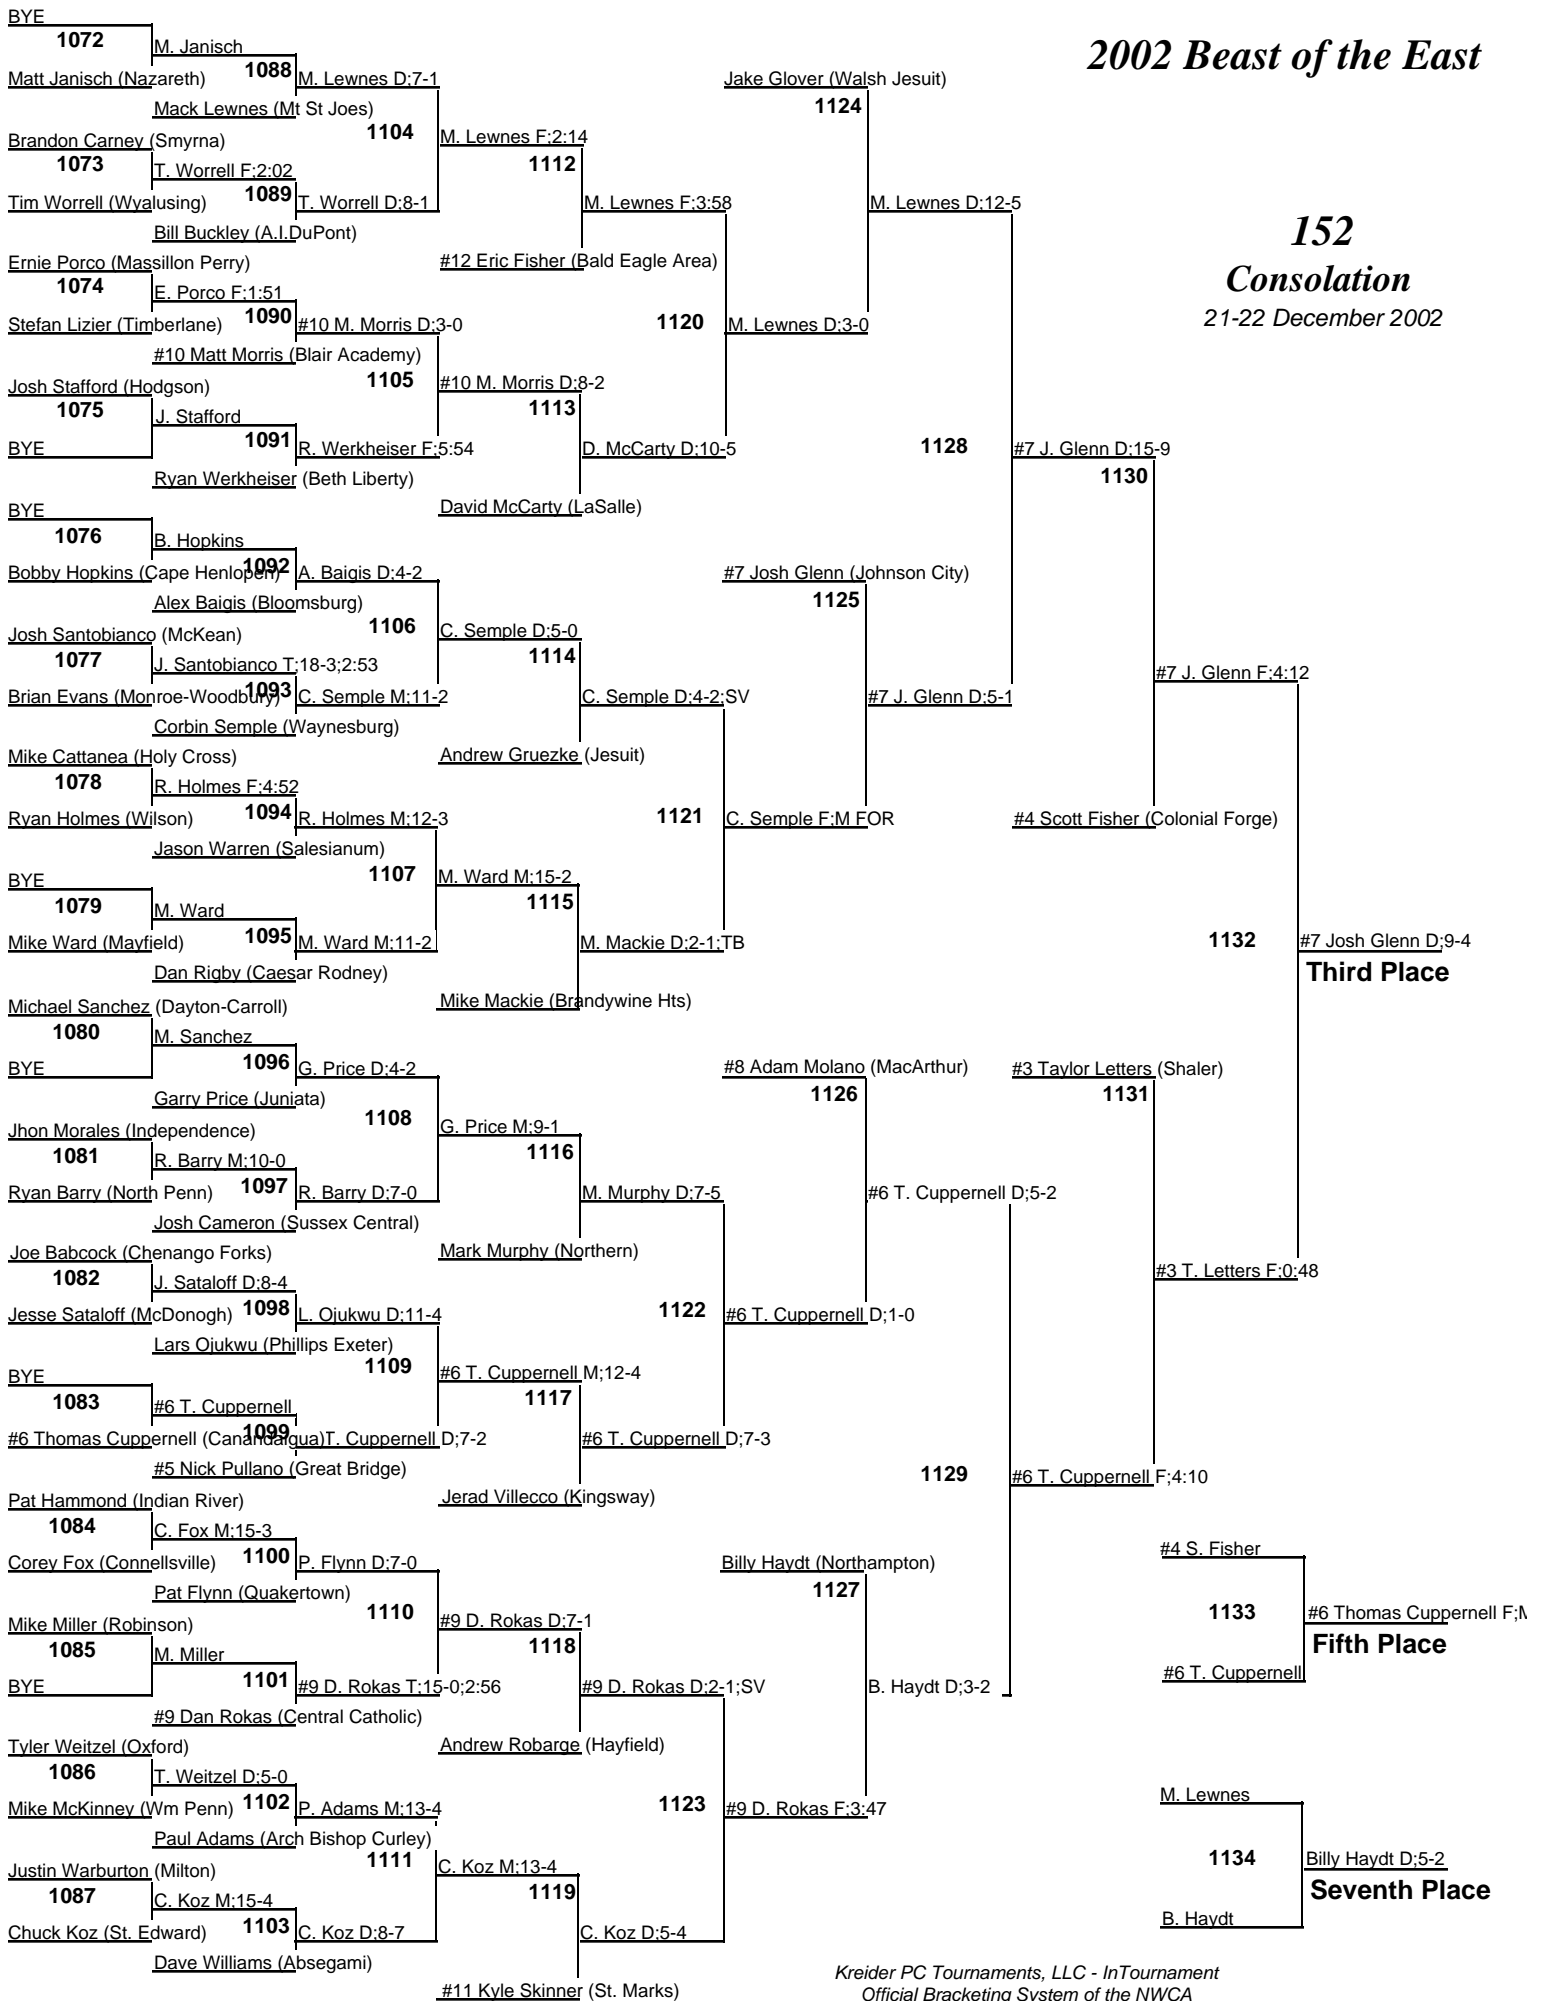 BYE
1072
M. Janisch
2002 Beast of the East
Matt Janisch (Nazareth)
1088
M. Lewnes D;7-1
Jake Glover (Walsh Jesuit)
Mack Lewnes (Mt St Joes)
1124
Brandon Carney (Smyrna)
1104
M. Lewnes F;2:14
1073
T. Worrell F;2:02
1112
Tim Worrell (Wyalusing)
1089
T. Worrell D;8-1
M. Lewnes F;3:58
M. Lewnes D;12-5
Bill Buckley (A.I.DuPont)
152
Ernie Porco (Massillon Perry)
#12 Eric Fisher (Bald Eagle Area)
Consolation
1074
E. Porco F;1:51
Stefan Lizier (Timberlane)
1090
#10 M. Morris D;3-0
1120
M. Lewnes D;3-0
21-22 December 2002
#10 Matt Morris (Blair Academy)
Josh Stafford (Hodgson)
1105
#10 M. Morris D;8-2
1075
J. Stafford
1113
BYE
1091
R. Werkheiser F;5:54
D. McCarty D;10-5
1128
#7 J. Glenn D;15-9
Ryan Werkheiser (Beth Liberty)
1130
BYE
David McCarty (LaSalle)
1076
B. Hopkins
Bobby Hopkins (Cape Henlopen)
1092
A. Baigis D;4-2
#7 Josh Glenn (Johnson City)
Alex Baigis (Bloomsburg)
1125
Josh Santobianco (McKean)
1106
C. Semple D;5-0
1077
J. Santobianco T;18-3;2:53
1114
#7 J. Glenn F;4:12
Brian Evans (Monroe-Woodbury)
1093
C. Semple M;11-2
C. Semple D;4-2;SV
#7 J. Glenn D;5-1
Corbin Semple (Waynesburg)
Mike Cattanea (Holy Cross)
Andrew Gruezke (Jesuit)
1078
R. Holmes F;4:52
Ryan Holmes (Wilson)
1094
R. Holmes M;12-3
1121
C. Semple F;M FOR
#4 Scott Fisher (Colonial Forge)
Jason Warren (Salesianum)
BYE
1107
M. Ward M;15-2
1079
M. Ward
1115
Mike Ward (Mayfield)
1095
M. Ward M;11-2
M. Mackie D;2-1;TB
1132
#7 Josh Glenn D;9-4
Dan Rigby (Caesar Rodney)
Third Place
Michael Sanchez (Dayton-Carroll)
Mike Mackie (Brandywine Hts)
1080
M. Sanchez
BYE
1096
G. Price D;4-2
#8 Adam Molano (MacArthur)
#3 Taylor Letters (Shaler)
Garry Price (Juniata)
1126
1131
Jhon Morales (Independence)
1108
G. Price M;9-1
1081
R. Barry M;10-0
1116
Ryan Barry (North Penn)
1097
R. Barry D;7-0
M. Murphy D;7-5
#6 T. Cuppernell D;5-2
Josh Cameron (Sussex Central)
Joe Babcock (Chenango Forks)
Mark Murphy (Northern)
1082
J. Sataloff D;8-4
#3 T. Letters F;0:48
Jesse Sataloff (McDonogh)
1098
L. Ojukwu D;11-4
1122
#6 T. Cuppernell D;1-0
Lars Ojukwu (Phillips Exeter)
BYE
1109
#6 T. Cuppernell M;12-4
1083
#6 T. Cuppernell
1117
#6 Thomas Cuppernell (Canandaigua)
1099
T. Cuppernell D;7-2
#6 T. Cuppernell D;7-3
#5 Nick Pullano (Great Bridge)
1129
#6 T. Cuppernell F;4:10
Pat Hammond (Indian River)
Jerad Villecco (Kingsway)
1084
C. Fox M;15-3
#4 S. Fisher
Corey Fox (Connellsville)
1100
P. Flynn D;7-0
Billy Haydt (Northampton)
Pat Flynn (Quakertown)
1127
Mike Miller (Robinson)
1110
#9 D. Rokas D;7-1
1133
#6 Thomas Cuppernell F;M
1085
M. Miller
1118
Fifth Place
BYE
1101
#9 D. Rokas T;15-0;2:56
#9 D. Rokas D;2-1;SV
B. Haydt D;3-2
#6 T. Cuppernell
#9 Dan Rokas (Central Catholic)
Tyler Weitzel (Oxford)
Andrew Robarge (Hayfield)
1086
T. Weitzel D;5-0
M. Lewnes
Mike McKinney (Wm Penn)
1102
P. Adams M;13-4
1123
#9 D. Rokas F;3:47
Paul Adams (Arch Bishop Curley)
Justin Warburton (Milton)
1111
C. Koz M;13-4
1134
Billy Haydt D;5-2
1087
C. Koz M;15-4
1119
Seventh Place
Chuck Koz (St. Edward)
1103
C. Koz D;8-7
C. Koz D;5-4
B. Haydt
Dave Williams (Absegami)
Kreider PC Tournaments, LLC - InTournament
#11 Kyle Skinner (St. Marks)
Official Bracketing System of the NWCA